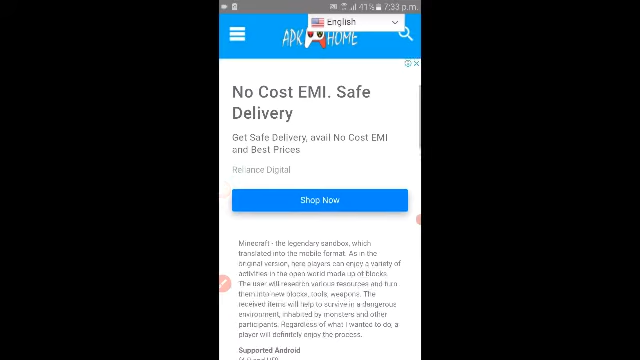 41% 7:33 p.m.
English
APK HOME
No Cost EMI. Safe
Delivery
Get Safe Delivery, avail No Cost EMI
and Best Prices
Reliance Digital
Shop Now
Minecraft - the legendary sandbox, which
translated into the mobile format. As in the
original version, here players can enjoy a variety of
activities in the open world made up of blocks.
The user will research various resources and turn
them into new blocks, tools, weapons. The
received items will help to survive in a dangerous
environment, inhabited by monsters and other
participants. Regardless of what I wanted to do, a
player will definitely enjoy the process.
Supported Android